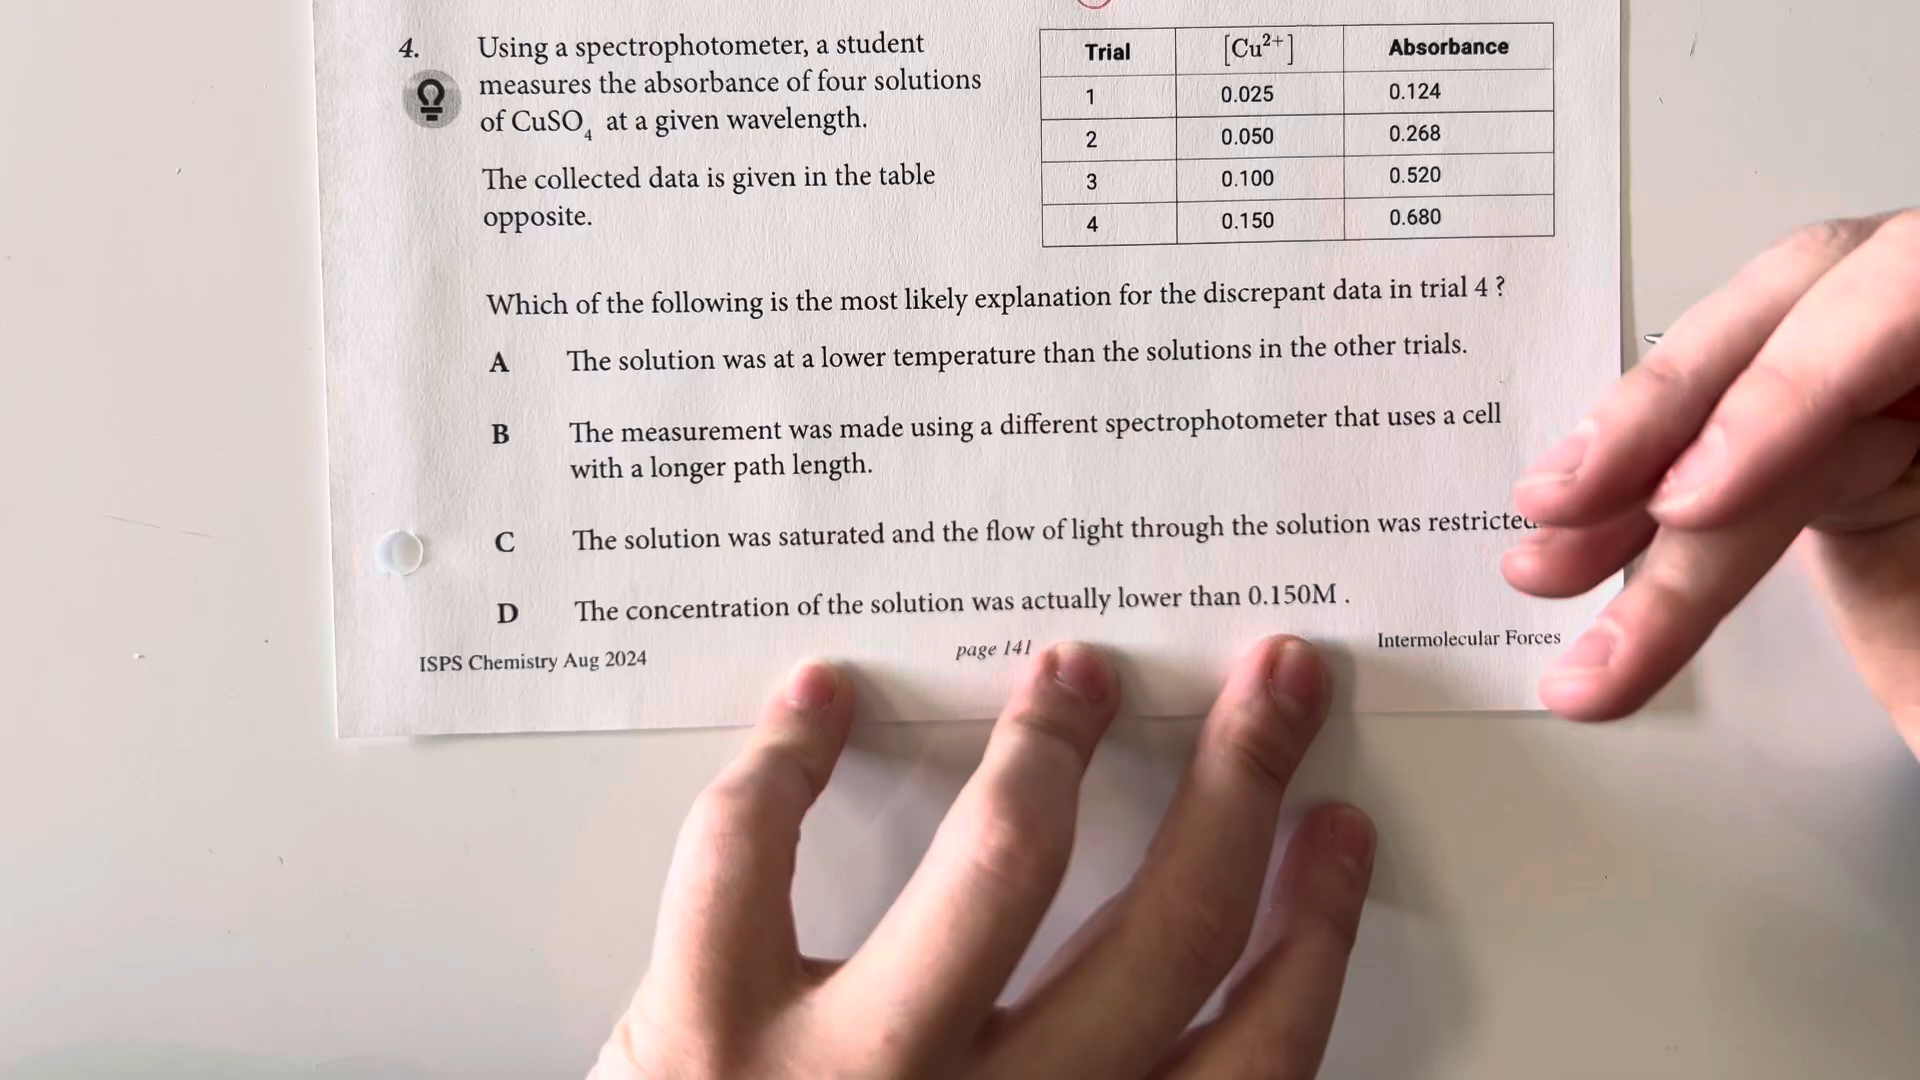 4. Using a spectrophotometer, a student
measures the absorbance of four solutions
of CuSO₄ at a given wavelength.
The collected data is given in the table
opposite.
Trial [Cu²⁺] Absorbance
1 0.025 0.124
2 0.050 0.268
3 0.100 0.520
4 0.150 0.680
Which of the following is the most likely explanation for the discrepant data in trial 4 ?
A The solution was at a lower temperature than the solutions in the other trials.
B The measurement was made using a different spectrophotometer that uses a cell
with a longer path length.
C The solution was saturated and the flow of light through the solution was restricted
D The concentration of the solution was actually lower than 0.150M .
ISPS Chemistry Aug 2024 page 141 Intermolecular Forces